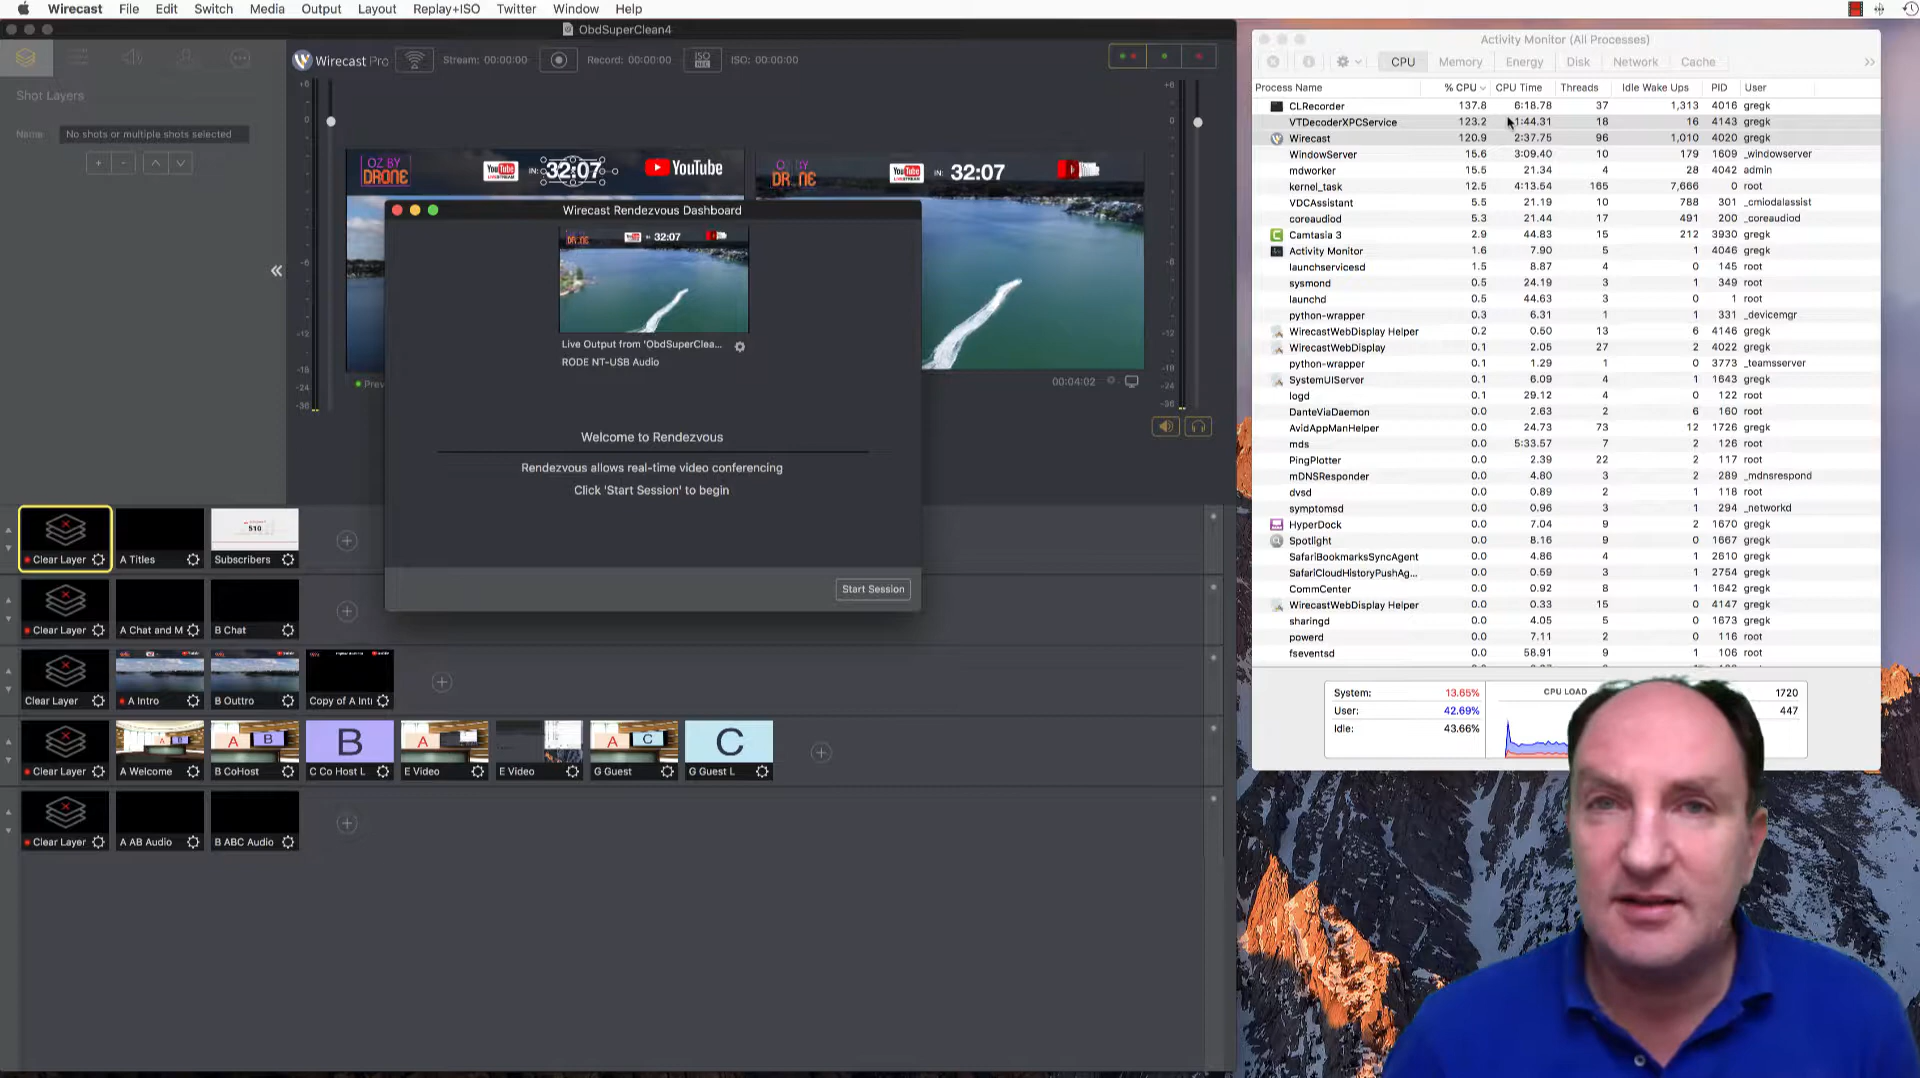 Wirecast File Edit Switch Media Output Layout Replay+ISO Twitter Window Help
ObdSuperClean4
Wirecast Pro
Stream: 00:00:00
Record: 00:00:00
ISO REC
ISO: 00:00:00
Shot Layers
Name No shots or multiple shots selected
+ - 
OZ BY DRONE
YouTube IN: 32:07
YouTube
YouTube IN: 32:07
00:04:02
Wirecast Rendezvous Dashboard
32:07
Live Output from 'ObdSuperClea...
RODE NT-USB Audio
Welcome to Rendezvous
Rendezvous allows real-time video conferencing
Click 'Start Session' to begin
Start Session
510
Clear Layer A Titles Subscribers
Clear Layer A Chat and M B Chat
Clear Layer A Intro B Outtro Copy of A Int
A B
A B
B
A
A C
C
Clear Layer A Welcome B CoHost C Co Host L E Video E Video G Guest G Guest L
Clear Layer A AB Audio B ABC Audio
Activity Monitor (All Processes)
CPU Memory Energy Disk Network Cache
Process Name % CPU CPU Time Threads Idle Wake Ups PID User
CLRecorder 137.8 6:18.78 37 1,313 4016 gregk
VTDecoderXPCService 123.2 1:44.31 18 16 4143 gregk
Wirecast 120.9 2:37.75 96 1,010 4020 gregk
WindowServer 15.6 3:09.40 10 179 1609 _windowserver
mdworker 15.5 21.34 4 28 4042 admin
kernel_task 12.5 4:13.54 165 7,666 0 root
VDCAssistant 5.5 21.19 10 788 301 _cmiodalassist
coreaudiod 5.3 21.44 17 491 200 _coreaudiod
Camtasia 3 2.9 44.83 15 212 3930 gregk
Activity Monitor 1.6 7.90 5 1 4046 gregk
launchservicesd 1.5 8.87 4 0 145 root
sysmond 0.5 24.19 3 1 349 root
launchd 0.5 44.63 3 0 1 root
python-wrapper 0.3 6.31 1 1 331 _devicemgr
WirecastWebDisplay Helper 0.2 0.50 13 6 4146 gregk
WirecastWebDisplay 0.1 2.05 27 2 4022 gregk
python-wrapper 0.1 1.29 1 0 3773 _teamsserver
SystemUIServer 0.1 6.09 4 1 1643 gregk
logd 0.1 29.12 4 0 122 root
DanteViaDaemon 0.0 2.63 2 6 160 root
AvidAppManHelper 0.0 24.73 73 12 1726 gregk
mds 0.0 5:33.57 7 2 126 root
PingPlotter 0.0 2.39 22 2 117 root
mDNSResponder 0.0 4.80 3 2 289 _mdnsrespond
dvsd 0.0 0.89 2 1 118 root
symptomsd 0.0 0.96 3 2 294 _networkd
HyperDock 0.0 7.04 9 2 1670 gregk
Spotlight 0.0 8.16 9 0 1667 gregk
SafariBookmarksSyncAgent 0.0 4.86 4 1 2610 gregk
SafariCloudHistoryPushAg... 0.0 0.59 3 1 2754 gregk
CommCenter 0.0 0.92 8 1 1642 gregk
WirecastWebDisplay Helper 0.0 0.33 15 0 4147 gregk
sharingd 0.0 4.05 5 1 1673 gregk
powerd 0.0 7.11 2 0 116 root
fseventsd 0.0 58.91 9 1 106 root
System: 13.65% CPU LOAD 1720
User: 42.69% 447
Idle: 43.66%